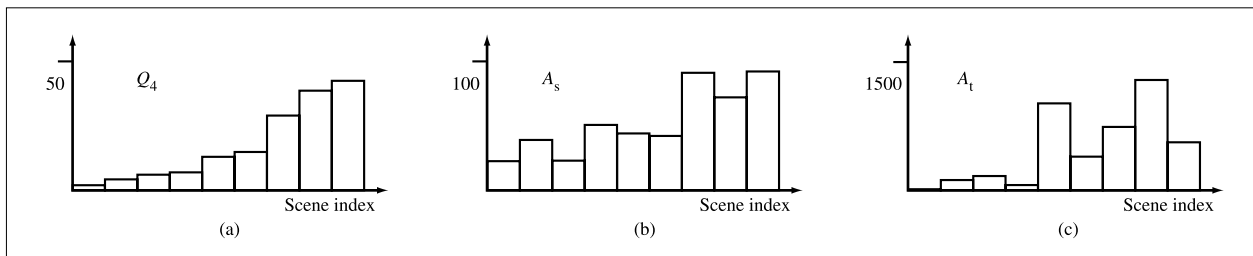 50
Q4
Scene index
(a)
100
As
Scene index
(b)
1500
At
Scene index
(c)